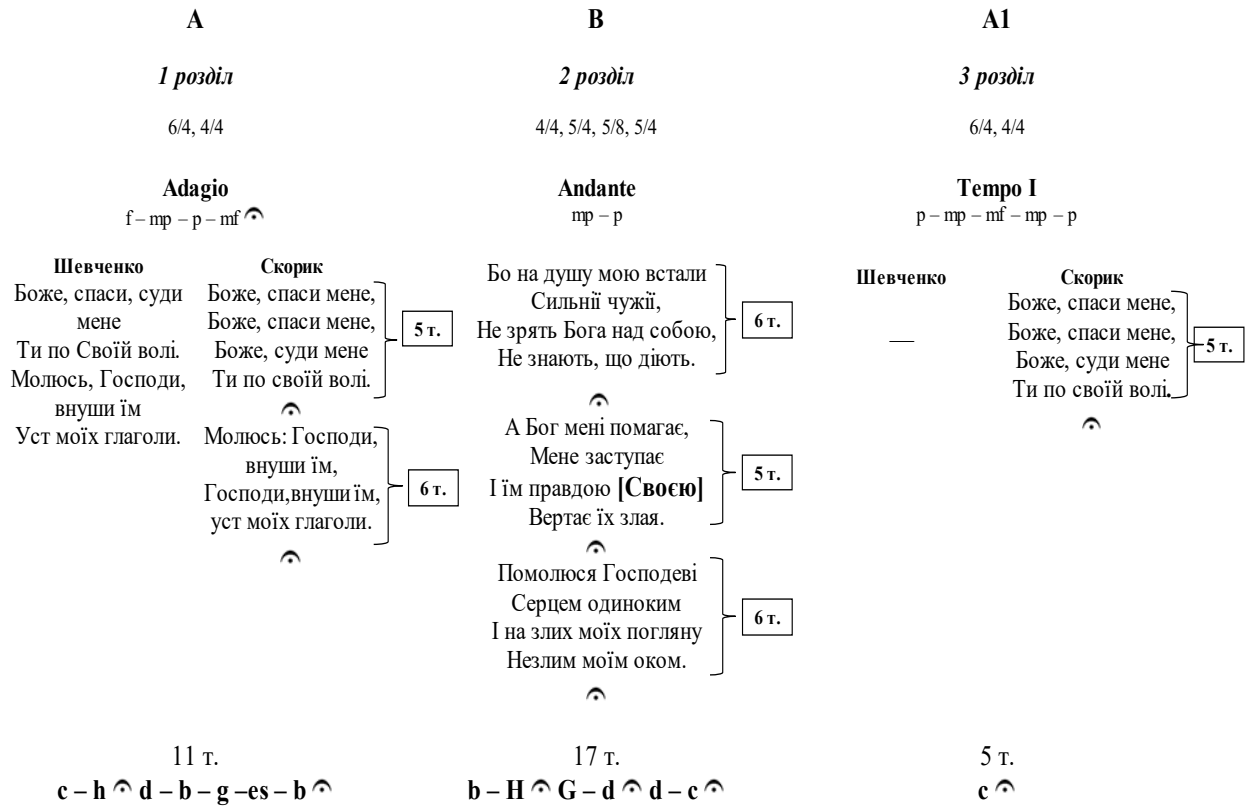 А
1 розділ
6/4, 4/4
Adagio
f – mp – p – mf 𝄐
Шевченко
Боже, спаси, суди
мене
Ти по Своїй волі.
Молюсь, Господи,
внуши їм
Уст моїх глаголи.
Скорик
Боже, спаси мене,
Боже, спаси мене,
Боже, суди мене
Ти по своїй волі.
𝄐
5 т.
Молюсь: Господи,
внуши їм,
Господи,внуши їм,
уст моїх глаголи.
𝄐
6 т.
11 т.
c – h 𝄐 d – b – g –es – b 𝄐
В
2 розділ
4/4, 5/4, 5/8, 5/4
Andante
mp – p
Бо на душу мою встали
Сильнії чужії,
Не зрять Бога над собою,
Не знають, що діють.
𝄐
6 т.
А Бог мені помагає,
Мене заступає
І їм правдою [Своєю]
Вертає їх злая.
𝄐
5 т.
Помолюся Господеві
Серцем одиноким
І на злих моїх погляну
Незлим моїм оком.
𝄐
6 т.
17 т.
b – H 𝄐 G – d 𝄐 d – c 𝄐
А1
3 розділ
6/4, 4/4
Tempo I
p – mp – mf – mp – p
Шевченко
—
Скорик
Боже, спаси мене,
Боже, спаси мене,
Боже, суди мене
Ти по своїй волі.
𝄐
5 т.
5 т.
c 𝄐